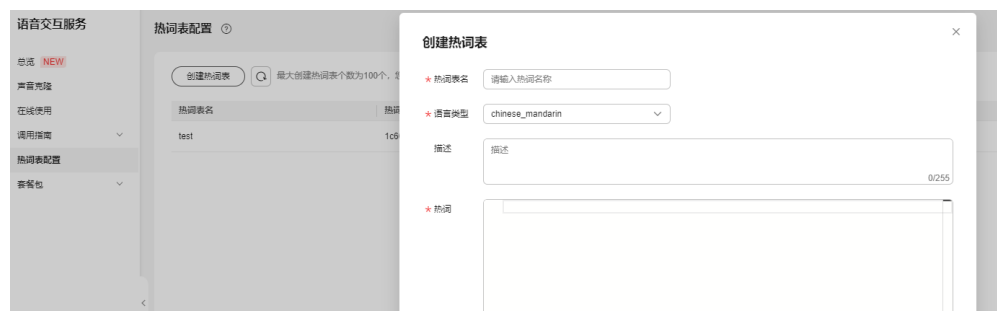 语音交互服务
总览 NEW
声音克隆
在线使用
调用指南
热词表配置
套餐包
热词表配置
创建热词表
最大创建热词表个数为100个,
热词表名
热词
test
1c6
创建热词表
* 热词表名
请输入热词名称
* 语言类型
chinese_mandarin
描述
描述
0/255
* 热词